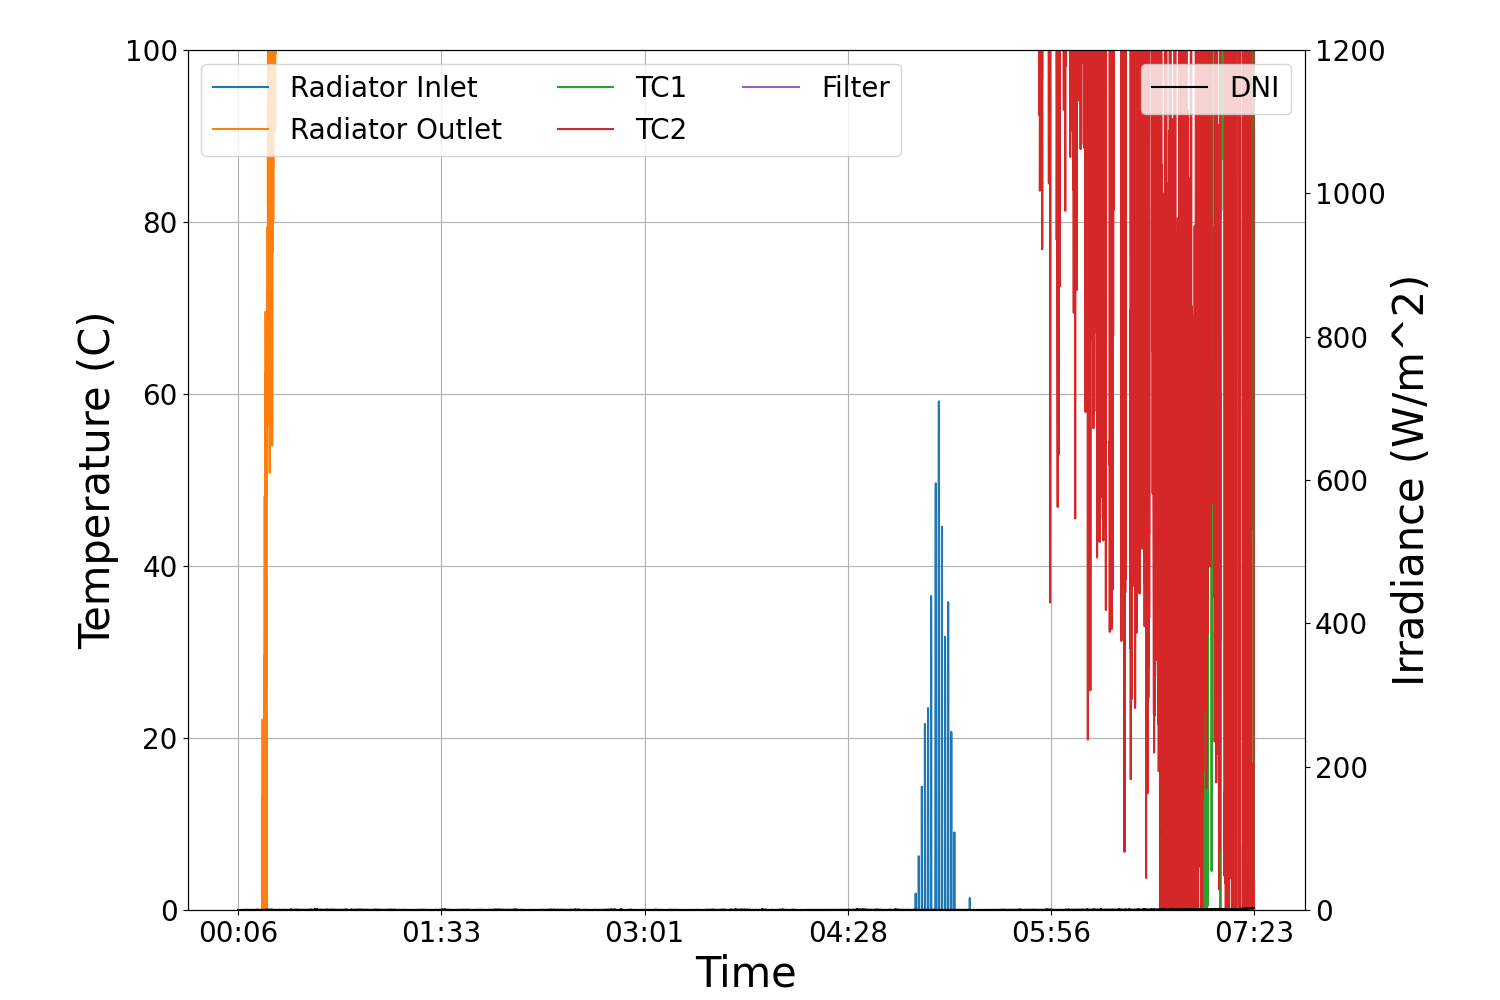 100
80
60
40
20
0
Temperature (C)
Radiator Inlet
Radiator Outlet
TC1
TC2
Filter
DNI
1200
1000
800
600
400
200
0
Irradiance (W/m^2)
00:06 01:33 03:01 04:28 05:56 07:23
Time